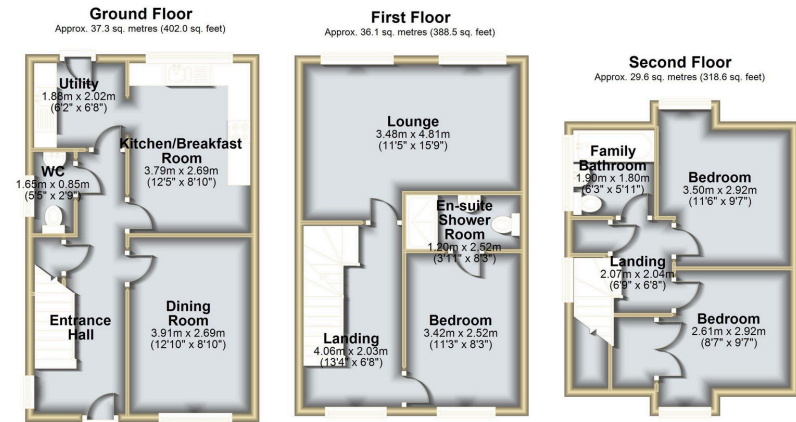 Ground Floor
Approx. 37.3 sq. metres (402.0 sq. feet)
Utility
1.88m x 2.02m
(6'2" x 6'8")
Kitchen/Breakfast
Room
3.79m x 2.69m
(12'5" x 8'10")
WC
1.65m x 0.85m
(5'5" x 2'9")
Entrance
Hall
Dining
Room
3.91m x 2.69m
(12'10" x 8'10")
First Floor
Approx. 36.1 sq. metres (388.5 sq. feet)
Lounge
3.48m x 4.81m
(11'5" x 15'9")
En-suite
Shower
Room
1.20m x 2.52m
(3'11" x 8'3")
Landing
4.06m x 2.03m
(13'4" x 6'8")
Bedroom
3.42m x 2.52m
(11'3" x 8'3")
Second Floor
Approx. 29.6 sq. metres (318.6 sq. feet)
Family
Bathroom
1.90m x 1.80m
(6'3" x 5'11")
Bedroom
3.50m x 2.92m
(11'6" x 9'7")
Landing
2.07m x 2.04m
(6'9" x 6'8")
Bedroom
2.61m x 2.92m
(8'7" x 9'7")